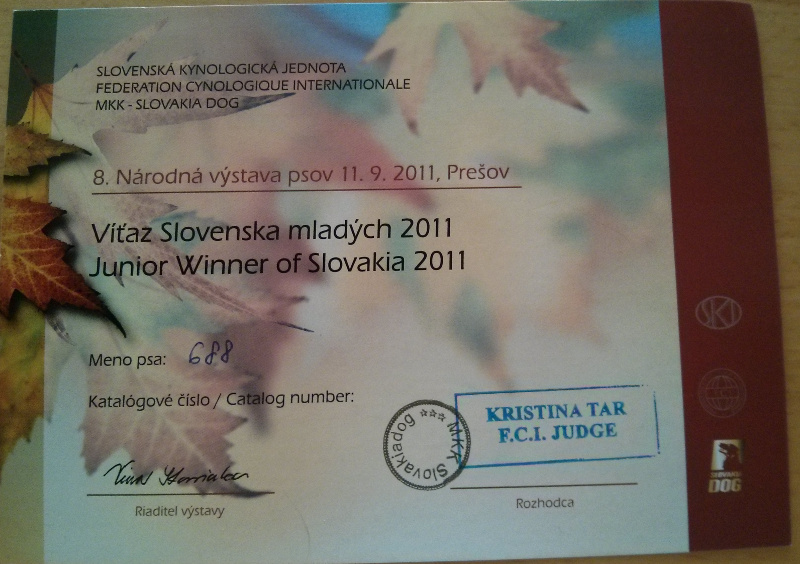 SLOVENSKÁ KYNOLOGICKÁ JEDNOTA
FEDERATION CYNOLOGIQUE INTERNATIONALE
MKK - SLOVAKIA DOG
8. Národná výstava psov 11. 9. 2011, Prešov
Víťaz Slovenska mladých 2011
Junior Winner of Slovakia 2011
Meno psa: 688
Katalógové číslo / Catalog number:
KRISTINA TAR
F.C.I. JUDGE
MKK Slovakiadog
Riaditel výstavy
Rozhodca
SKJ
SLOVAKIA
DOG